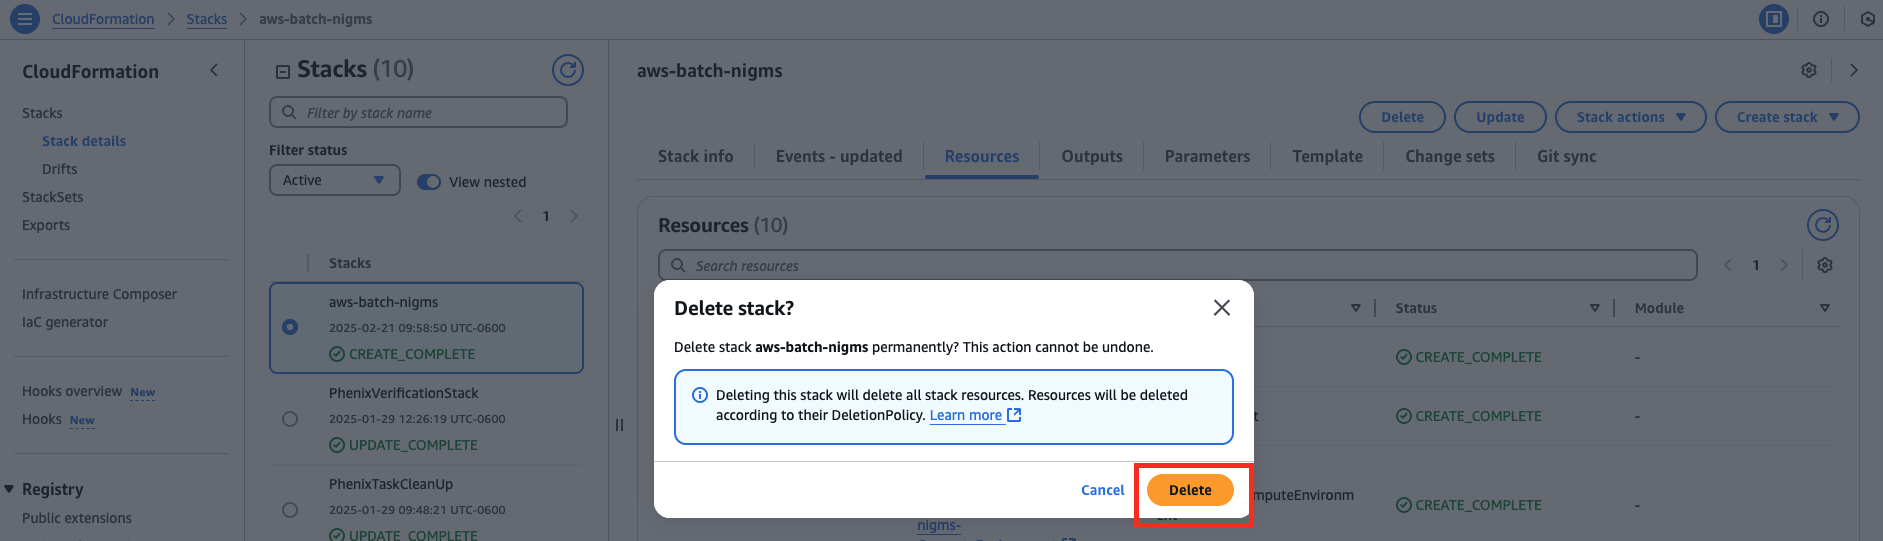 CloudFormation > Stacks > aws-batch-nigms
CloudFormation
Stacks
Stack details
Drifts
StackSets
Exports
Infrastructure Composer
IaC generator
Hooks overview New
Hooks New
Registry
Public extensions
Stacks (10)
Filter by stack name
Filter status
Active
View nested
1
Stacks
aws-batch-nigms
2025-02-21 09:58:50 UTC-0600
CREATE_COMPLETE
PhenixVerificationStack
2025-01-29 12:26:19 UTC-0600
UPDATE_COMPLETE
PhenixTaskCleanUp
2025-01-29 09:48:21 UTC-0600
UPDATE_COMPLETE
aws-batch-nigms
Delete
Update
Stack actions
Create stack
Stack info
Events - updated
Resources
Outputs
Parameters
Template
Change sets
Git sync
Resources (10)
Search resources
1
Status
Module
CREATE_COMPLETE
-
CREATE_COMPLETE
-
mputeEnvironm
CREATE_COMPLETE
-
nigms-
Delete stack?
Delete stack aws-batch-nigms permanently? This action cannot be undone.
Deleting this stack will delete all stack resources. Resources will be deleted
according to their DeletionPolicy. Learn more
Cancel
Delete